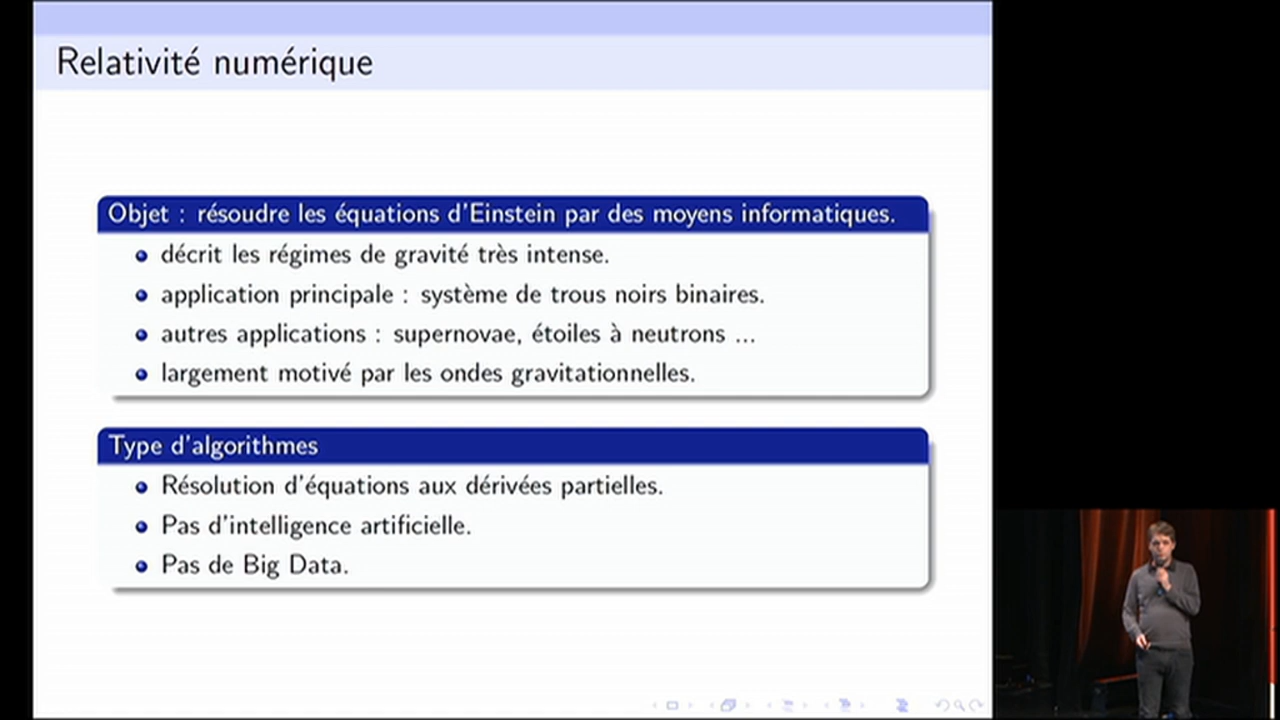 Relativité numérique
Objet : résoudre les équations d'Einstein par des moyens informatiques.
décrit les régimes de gravité très intense.
application principale : système de trous noirs binaires.
autres applications : supernovae, étoiles à neutrons ...
largement motivé par les ondes gravitationnelles.
Type d'algorithmes
Résolution d'équations aux dérivées partielles.
Pas d'intelligence artificielle.
Pas de Big Data.